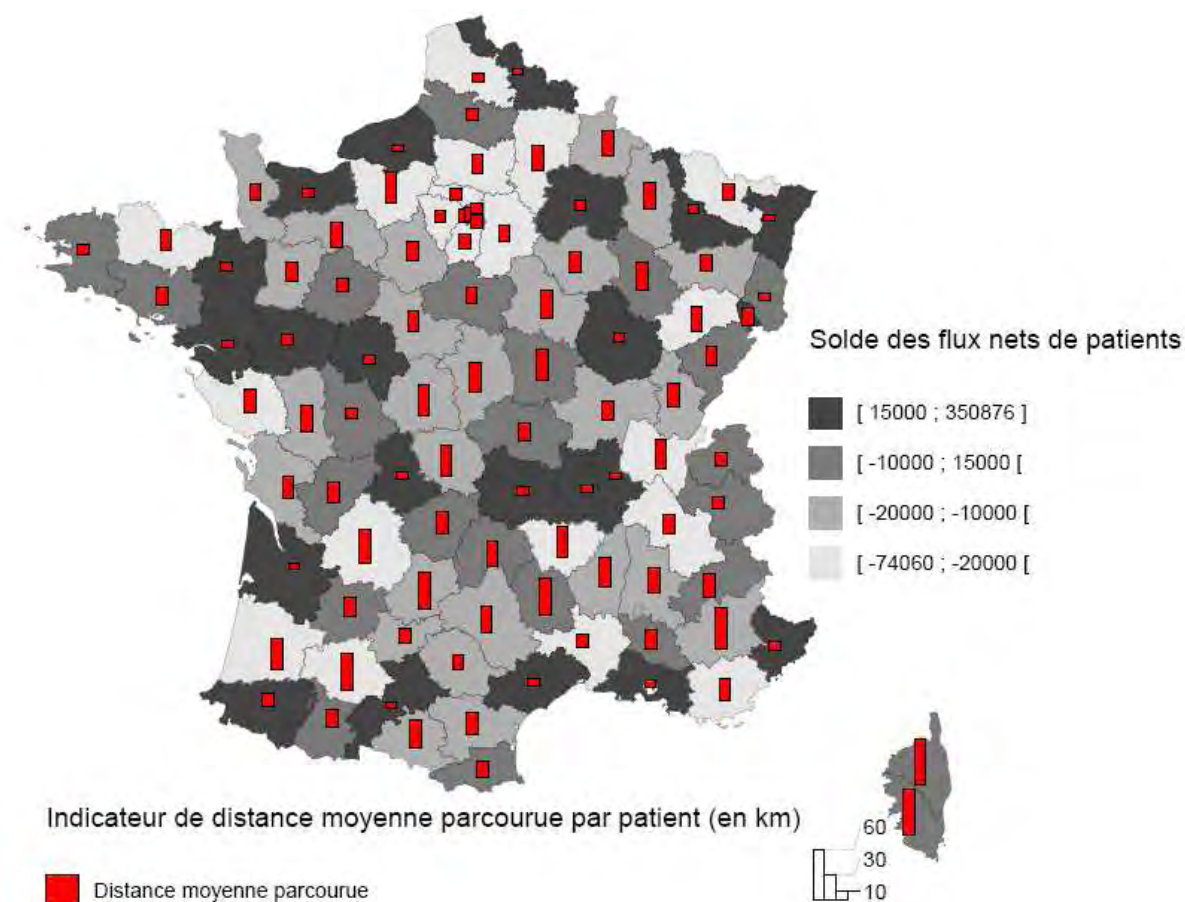 Solde des flux nets de patients
[ 15000 ; 350876 ]
[ -10000 ; 15000 [
[ -20000 ; -10000 [
[ -74060 ; -20000 [
Indicateur de distance moyenne parcourue par patient (en km)
60
30
10
Distance moyenne parcourue